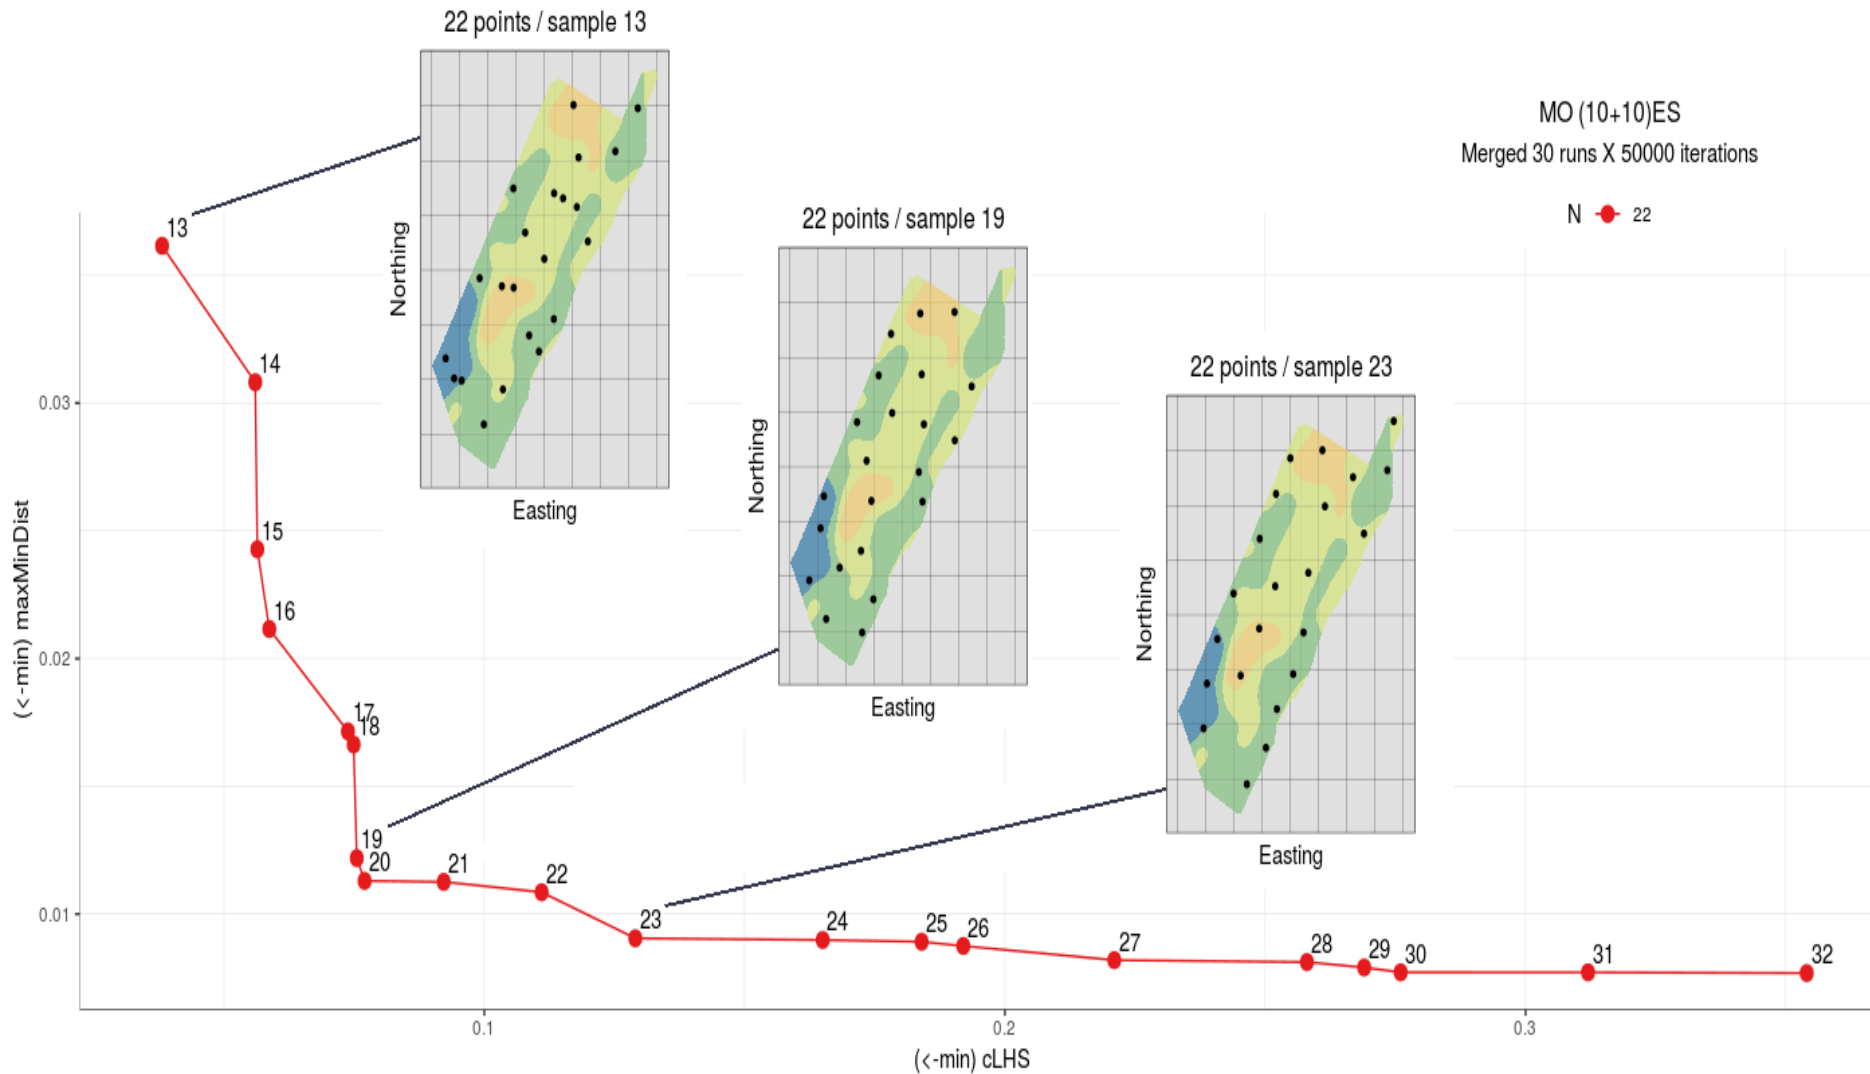 22 points / sample 13
Northing
Easting
22 points / sample 19
Northing
Easting
22 points / sample 23
Northing
Easting
MO (10+10)ES
Merged 30 runs X 50000 iterations
N 22
13
14
15
16
17
18
19
20
21
22
23
24
25
26
27
28
29
30
31
32
(<-min) maxMinDist
0.03
0.02
0.01
0.1
0.2
0.3
(<-min) cLHS